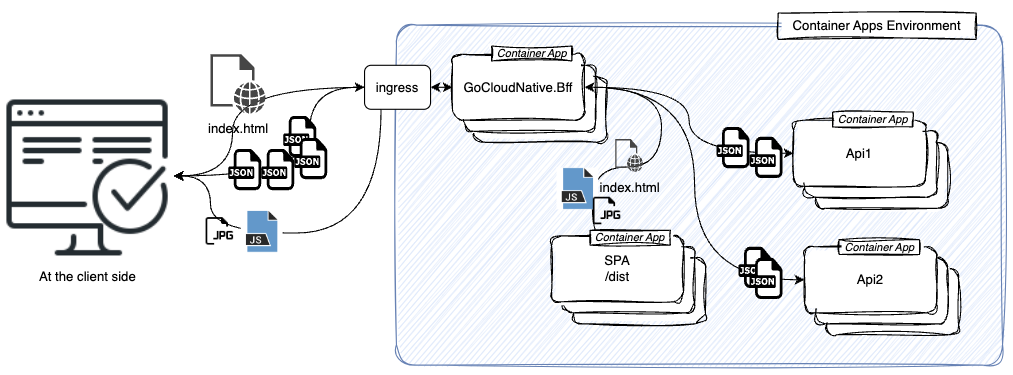 Container Apps Environment
Container App
GoCloudNative.Bff
ingress
index.html
JSON
JSON
JSON
JSON
JSON
JPG
JS
At the client side
Container App
Api1
JSON
JSON
index.html
JS
JPG
Container App
SPA
/dist
Container App
Api2
JSON